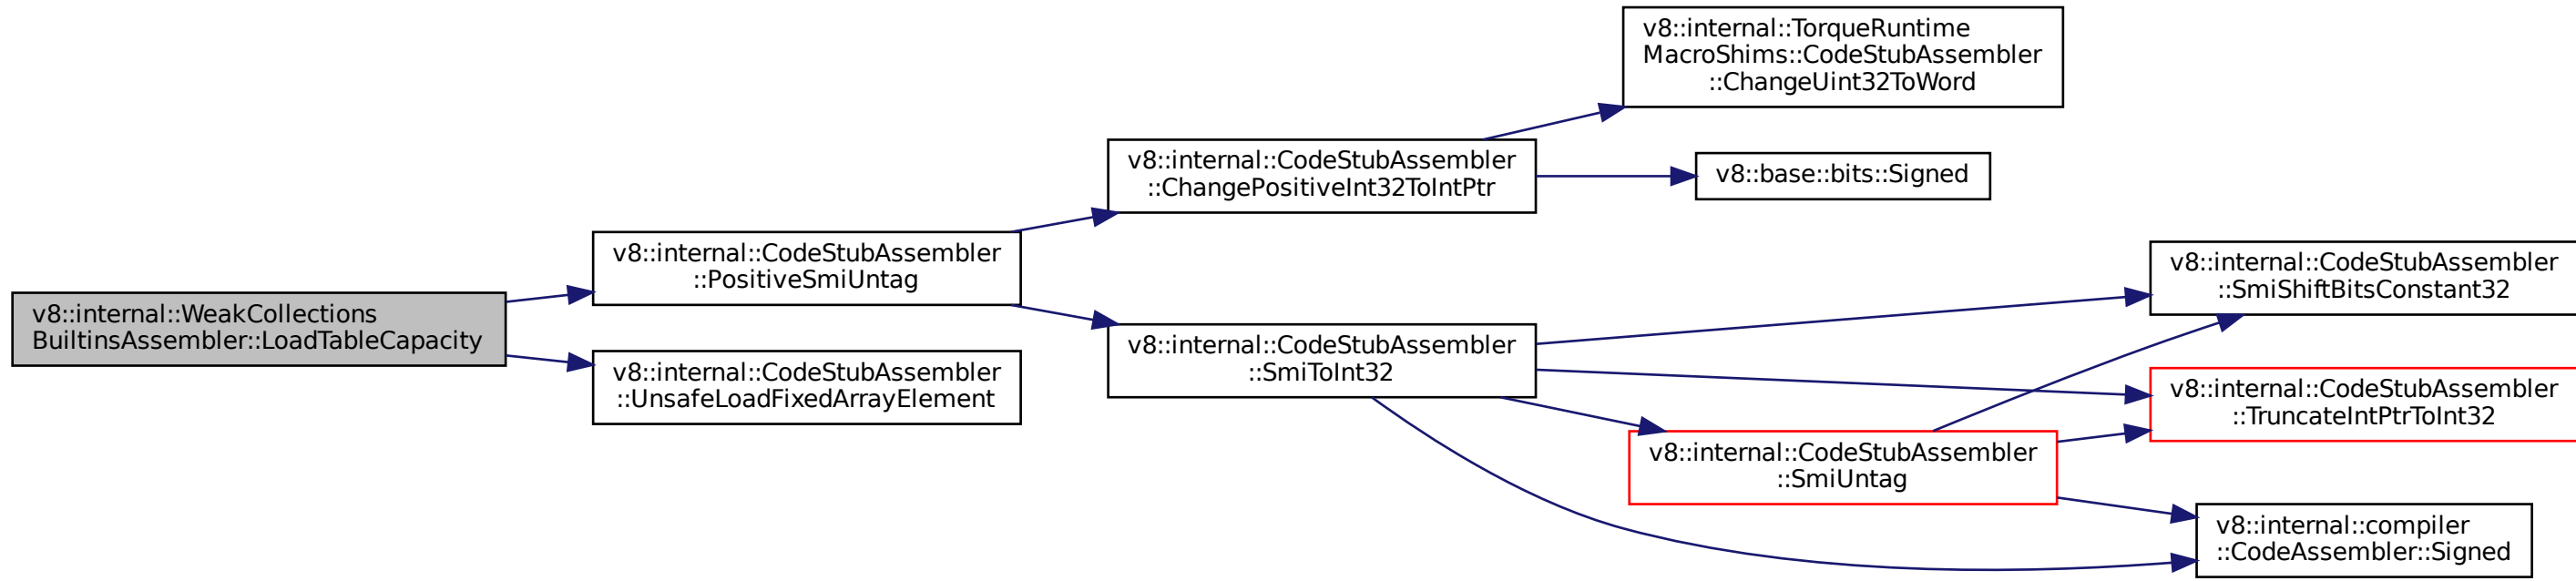 v8::internal::WeakCollections
BuiltinsAssembler::LoadTableCapacity
v8::internal::CodeStubAssembler
::PositiveSmiUntag
v8::internal::CodeStubAssembler
::UnsafeLoadFixedArrayElement
v8::internal::CodeStubAssembler
::ChangePositiveInt32ToIntPtr
v8::internal::CodeStubAssembler
::SmiToInt32
v8::internal::TorqueRuntime
MacroShims::CodeStubAssembler
::ChangeUint32ToWord
v8::base::bits::Signed
v8::internal::CodeStubAssembler
::SmiUntag
v8::internal::CodeStubAssembler
::SmiShiftBitsConstant32
v8::internal::CodeStubAssembler
::TruncateIntPtrToInt32
v8::internal::compiler
::CodeAssembler::Signed